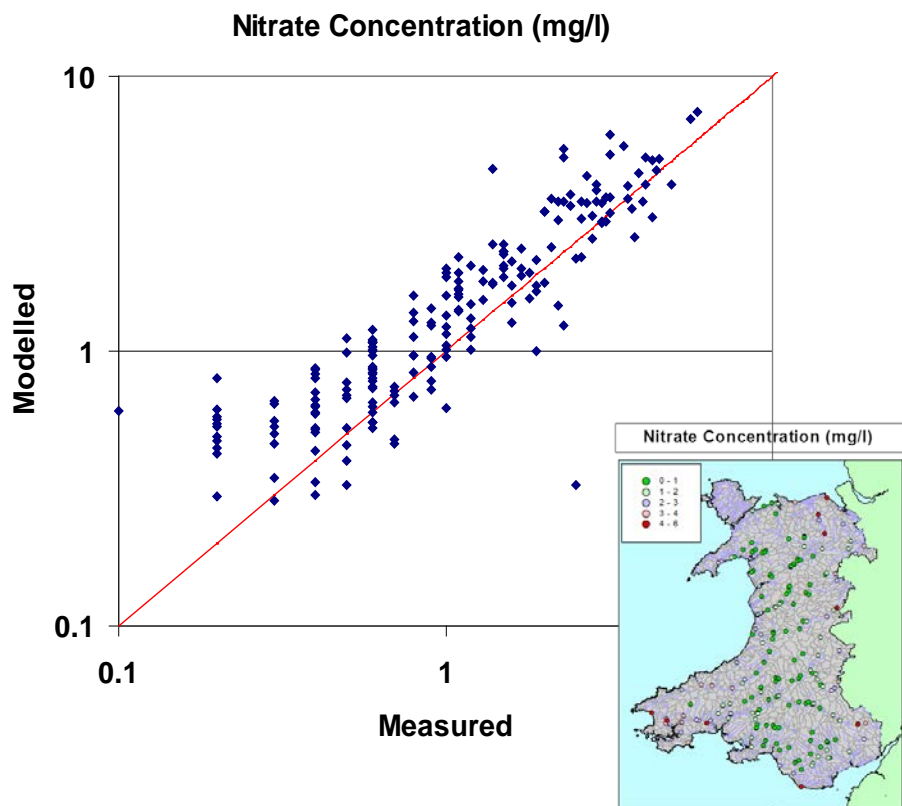 Nitrate Concentration (mg/l)
10
1
0.1
Modelled
0.1
1
Measured
Nitrate Concentration (mg/l)
0 - 1
1 - 2
2 - 3
3 - 4
4 - 6